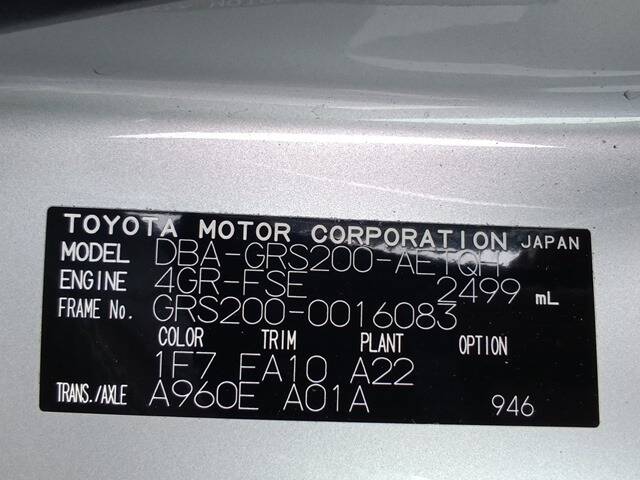 TOYOTA MOTOR CORPORATION JAPAN
MODEL DBA-GRS200-AETQH
ENGINE 4GR-FSE 2499 mL
FRAME No. GRS200-0016083
COLOR TRIM PLANT OPTION
1F7 FA10 A22
TRANS./AXLE A960E A01A 946